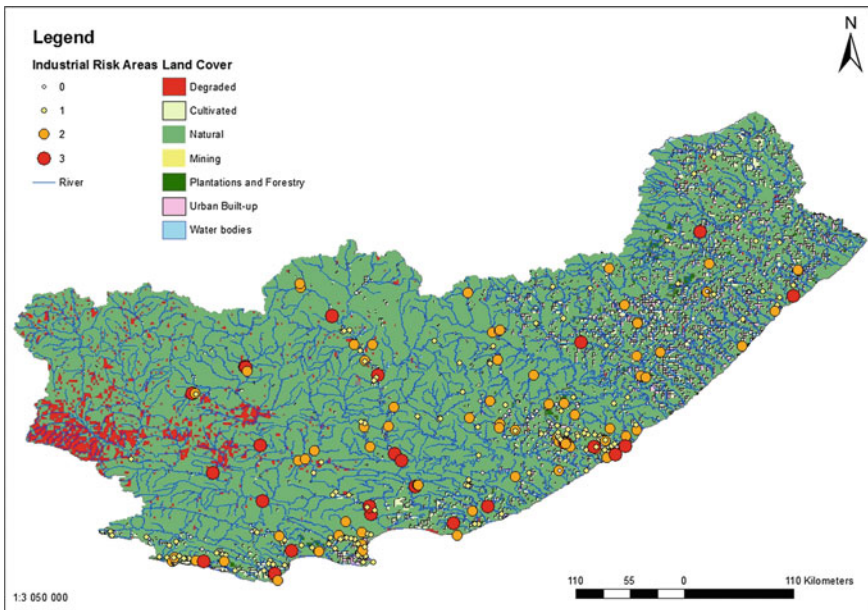 Legend
Industrial Risk Areas Land Cover
0 Degraded
1 Cultivated
2 Natural
3 Mining
River Plantations and Forestry
Urban Built-up
Water bodies
N
1:3 050 000
110 55 0 110 Kilometers